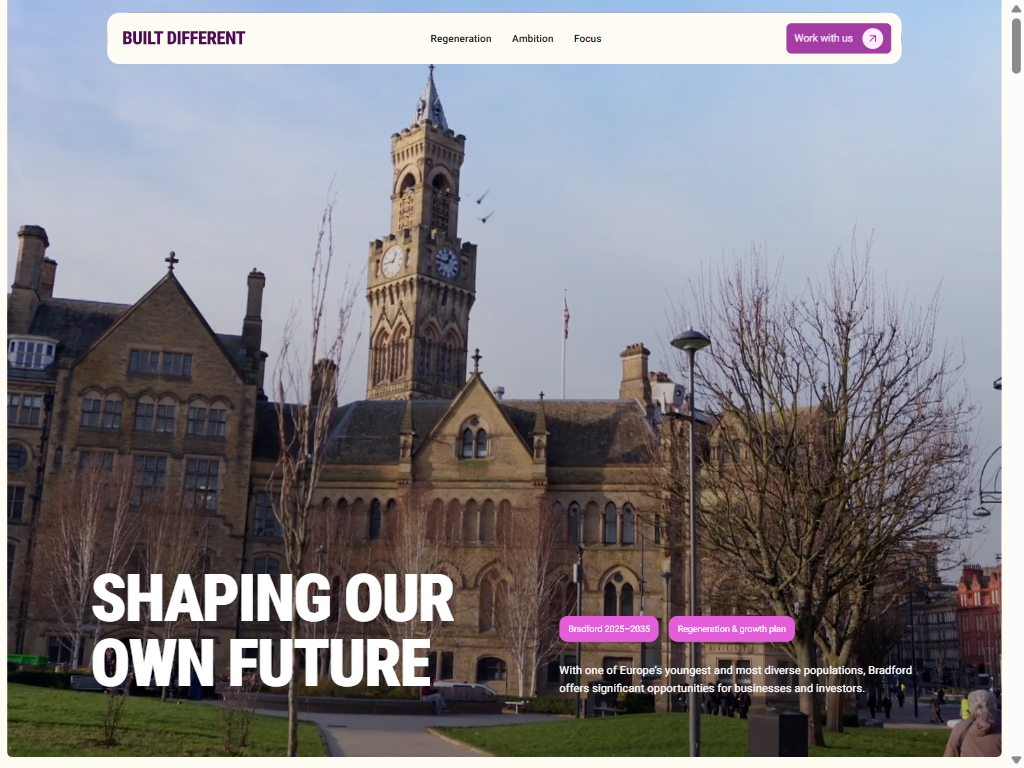 BUILT DIFFERENT
Regeneration
Ambition
Focus
Work with us
SHAPING OUR
OWN FUTURE
Bradford 2025–2035
Regeneration & growth plan
With one of Europe's youngest and most diverse populations, Bradford
offers significant opportunities for businesses and investors.